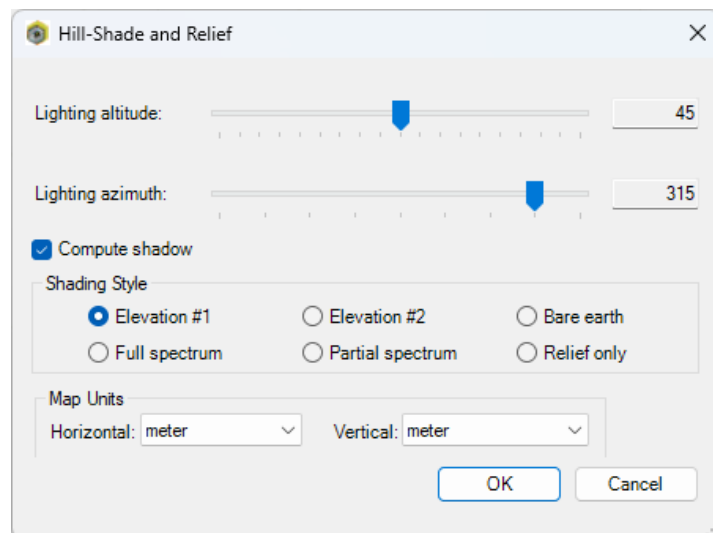 Hill-Shade and Relief
Lighting altitude: 45
Lighting azimuth: 315
Compute shadow
Shading Style
Elevation #1 Elevation #2 Bare earth
Full spectrum Partial spectrum Relief only
Map Units
Horizontal: meter Vertical: meter
OK Cancel